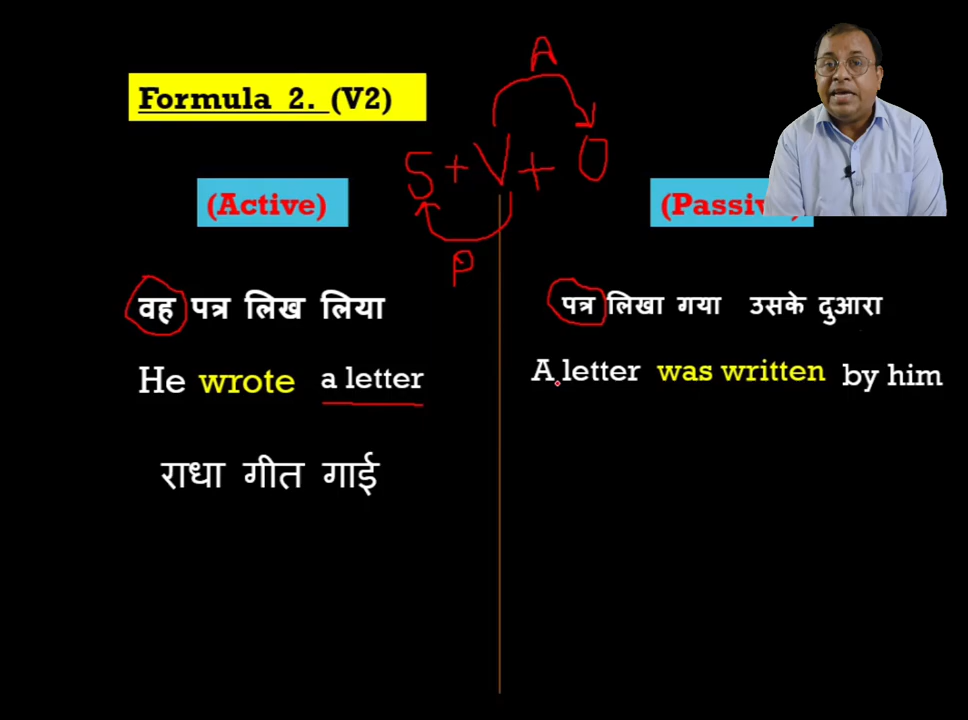 A
Formula 2. (V2)
S + V + O
(Active)
(Passiv
P
वह पत्र लिख लिया
पत्र लिखा गया उसके दुआरा
He wrote a letter
A letter was written by him
राधा गीत गाई